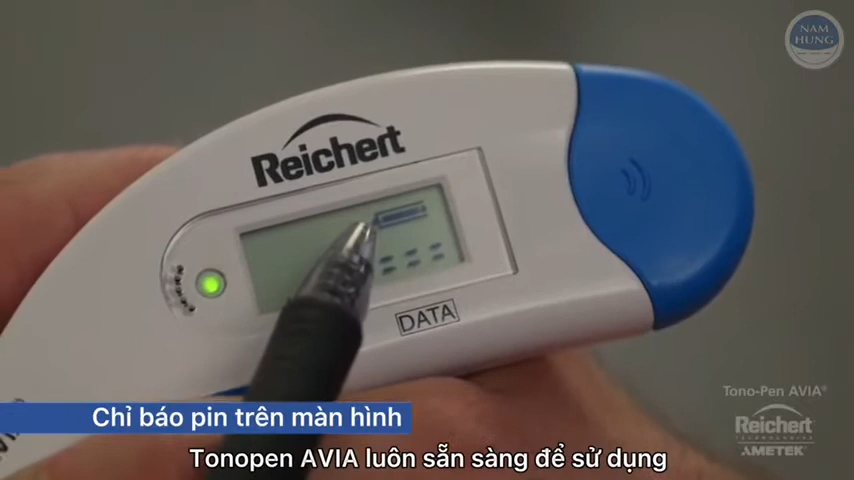 NAM
HUNG
Reichert
DATA
Tono-Pen AVIA®
Reichert
TECHNOLOGIES
AMETEK®
Chỉ báo pin trên màn hình
Tonopen AVIA luôn sẵn sàng để sử dụng